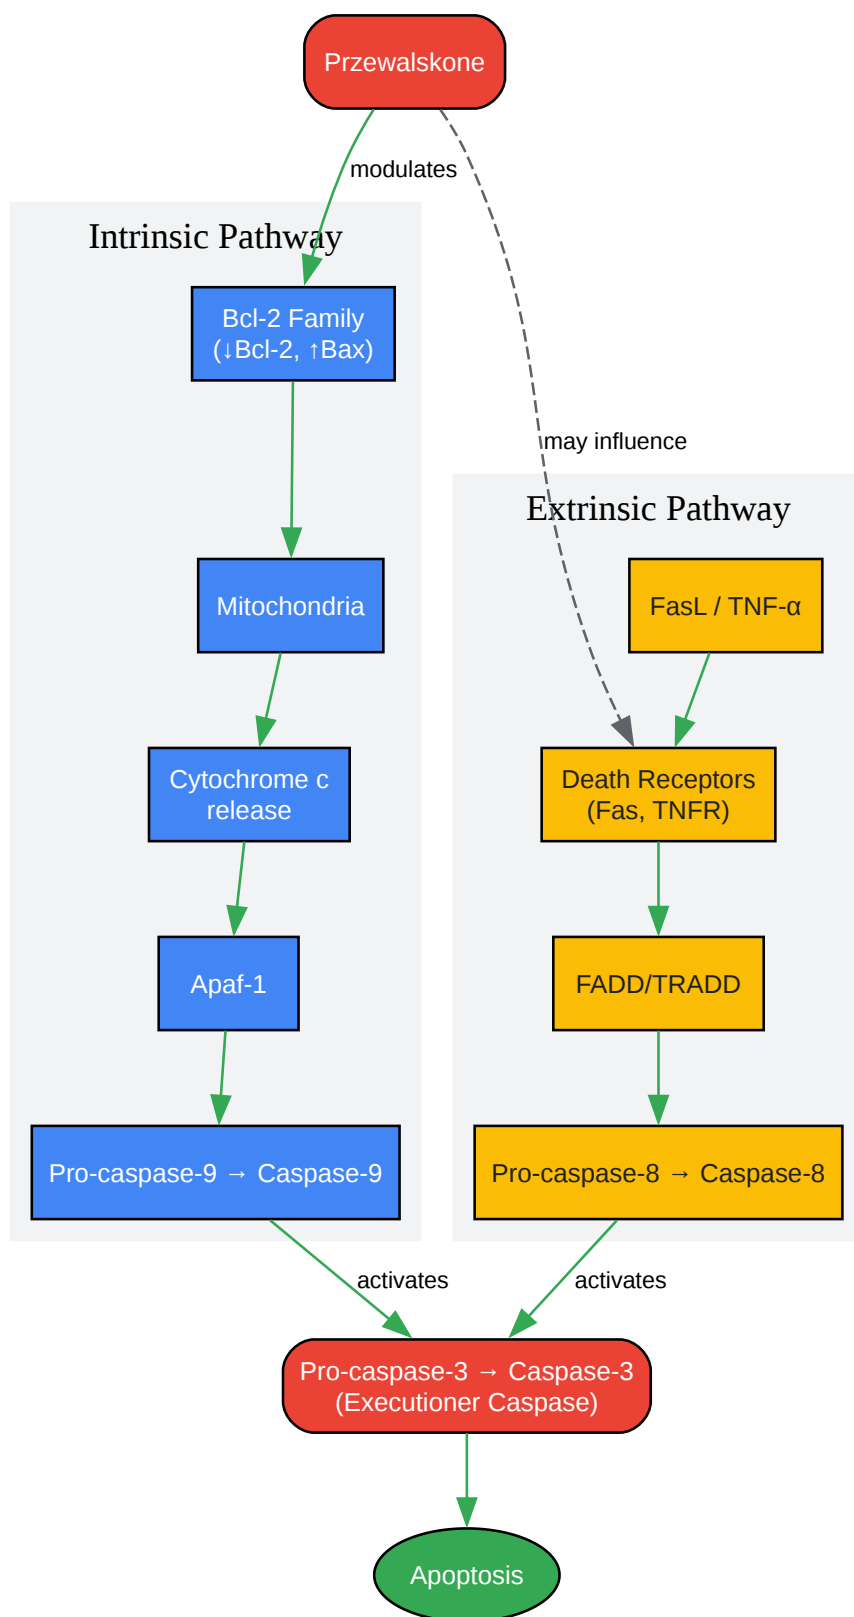 Przewalskone
modulates
Intrinsic Pathway
Bcl-2 Family
(↓Bcl-2, ↑Bax)
may influence
Extrinsic Pathway
Mitochondria
FasL / TNF-α
Cytochrome c
release
Death Receptors
(Fas, TNFR)
Apaf-1
FADD/TRADD
Pro-caspase-9 → Caspase-9
Pro-caspase-8 → Caspase-8
activates
activates
Pro-caspase-3 → Caspase-3
(Executioner Caspase)
Apoptosis